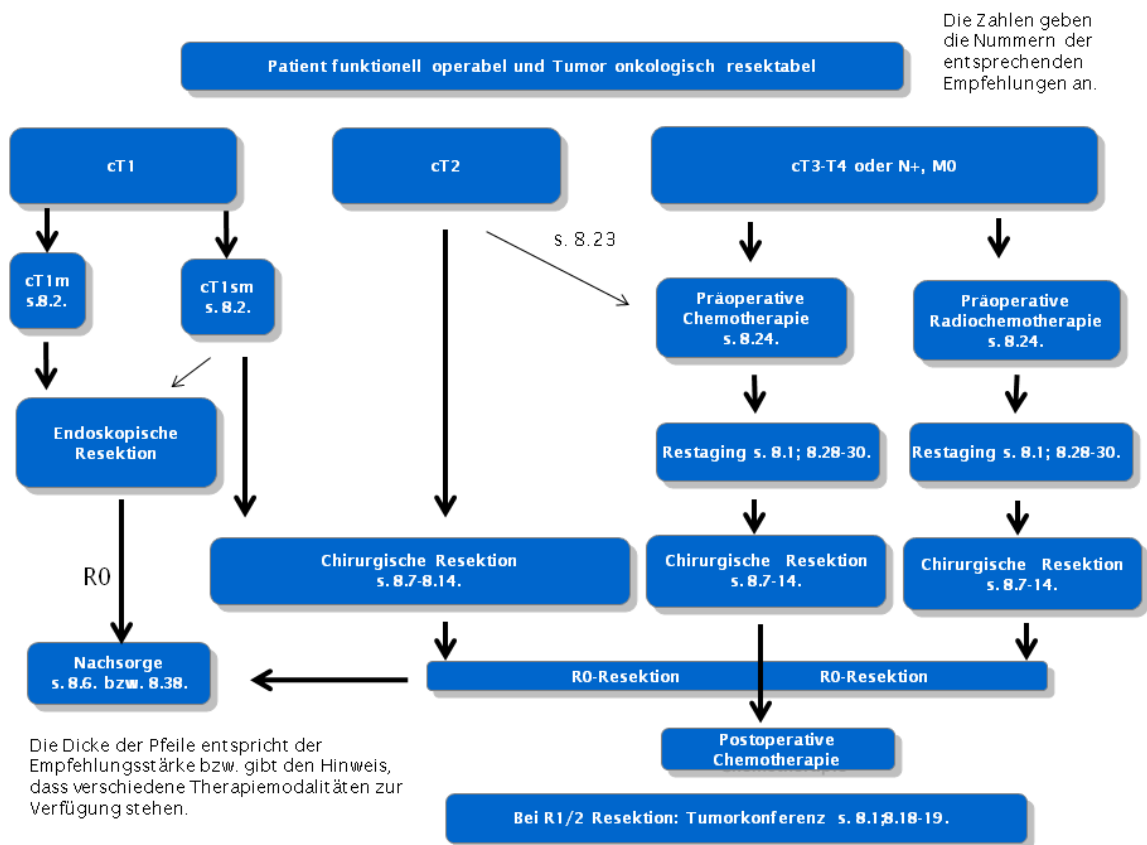 Die Zahlen geben
die Nummern der
entsprechenden
Empfehlungen an.
Patient funktionell operabel und Tumor onkologisch resektabel
cT1
cT2
cT3-T4 oder N+, M0
s. 8.23
cT1m
s.8.2.
cT1sm
s. 8.2.
Präoperative
Chemotherapie
s. 8.24.
Präoperative
Radiochemotherapie
s. 8.24.
Endoskopische
Resektion
Restaging s. 8.1; 8.28-30.
Restaging s. 8.1; 8.28-30.
R0
Chirurgische Resektion
s. 8.7-8.14.
Chirurgische Resektion
s. 8.7-14.
Chirurgische Resektion
s. 8.7-14.
Nachsorge
s. 8.6. bzw. 8.38.
R0-Resektion
R0-Resektion
Die Dicke der Pfeile entspricht der
Empfehlungsstärke bzw. gibt den Hinweis,
dass verschiedene Therapiemodalitäten zur
Verfügung stehen.
Postoperative
Chemotherapie
Bei R1/2 Resektion: Tumorkonferenz s. 8.1;8.18-19.